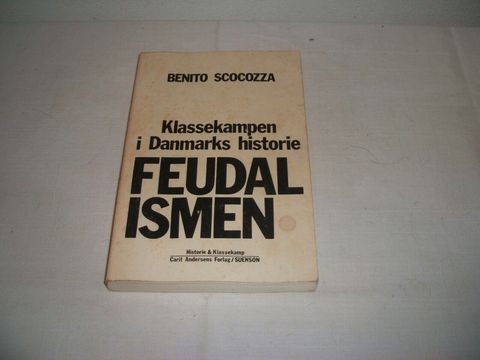 BENITO SCOCOZZA
Klassekampen
i Danmarks historie
FEUDAL
ISMEN
Historie & Klassekamp
Carit Andersens Forlag/SUENSON